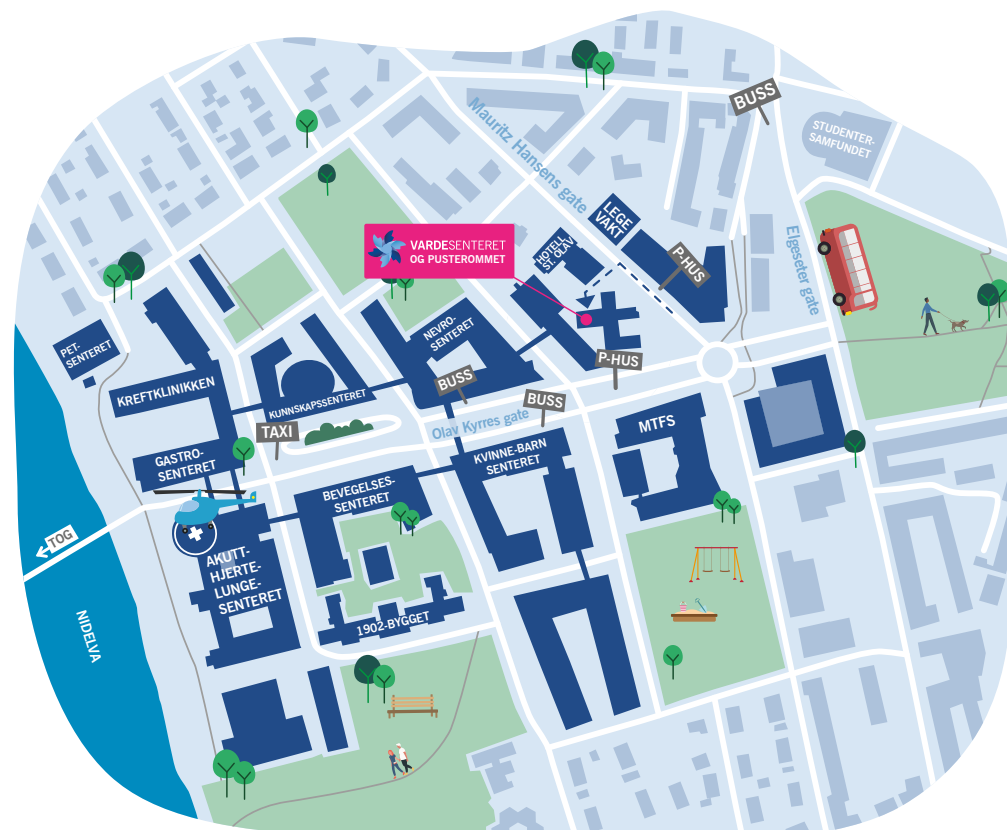 BUSS
STUDENTER-
SAMFUNDET
Mauritz Hansens gate
LEGE
VAKT
HOTELL
ST. OLAV
P-HUS
Elgeseter gate
VARDESENTERET
OG PUSTEROMMET
PET-
SENTERET
NEVRO-
SENTERET
P-HUS
KREFTKLINIKKEN
KUNNSKAPSSENTERET
BUSS
BUSS
TAXI
Olav Kyrres gate
MTFS
GASTRO-
SENTERET
KVINNE-BARN
SENTERET
BEVEGELSES-
SENTERET
TOG
AKUTT-
HJERTE-
LUNGE-
SENTERET
NIDELVA
1902-BYGGET